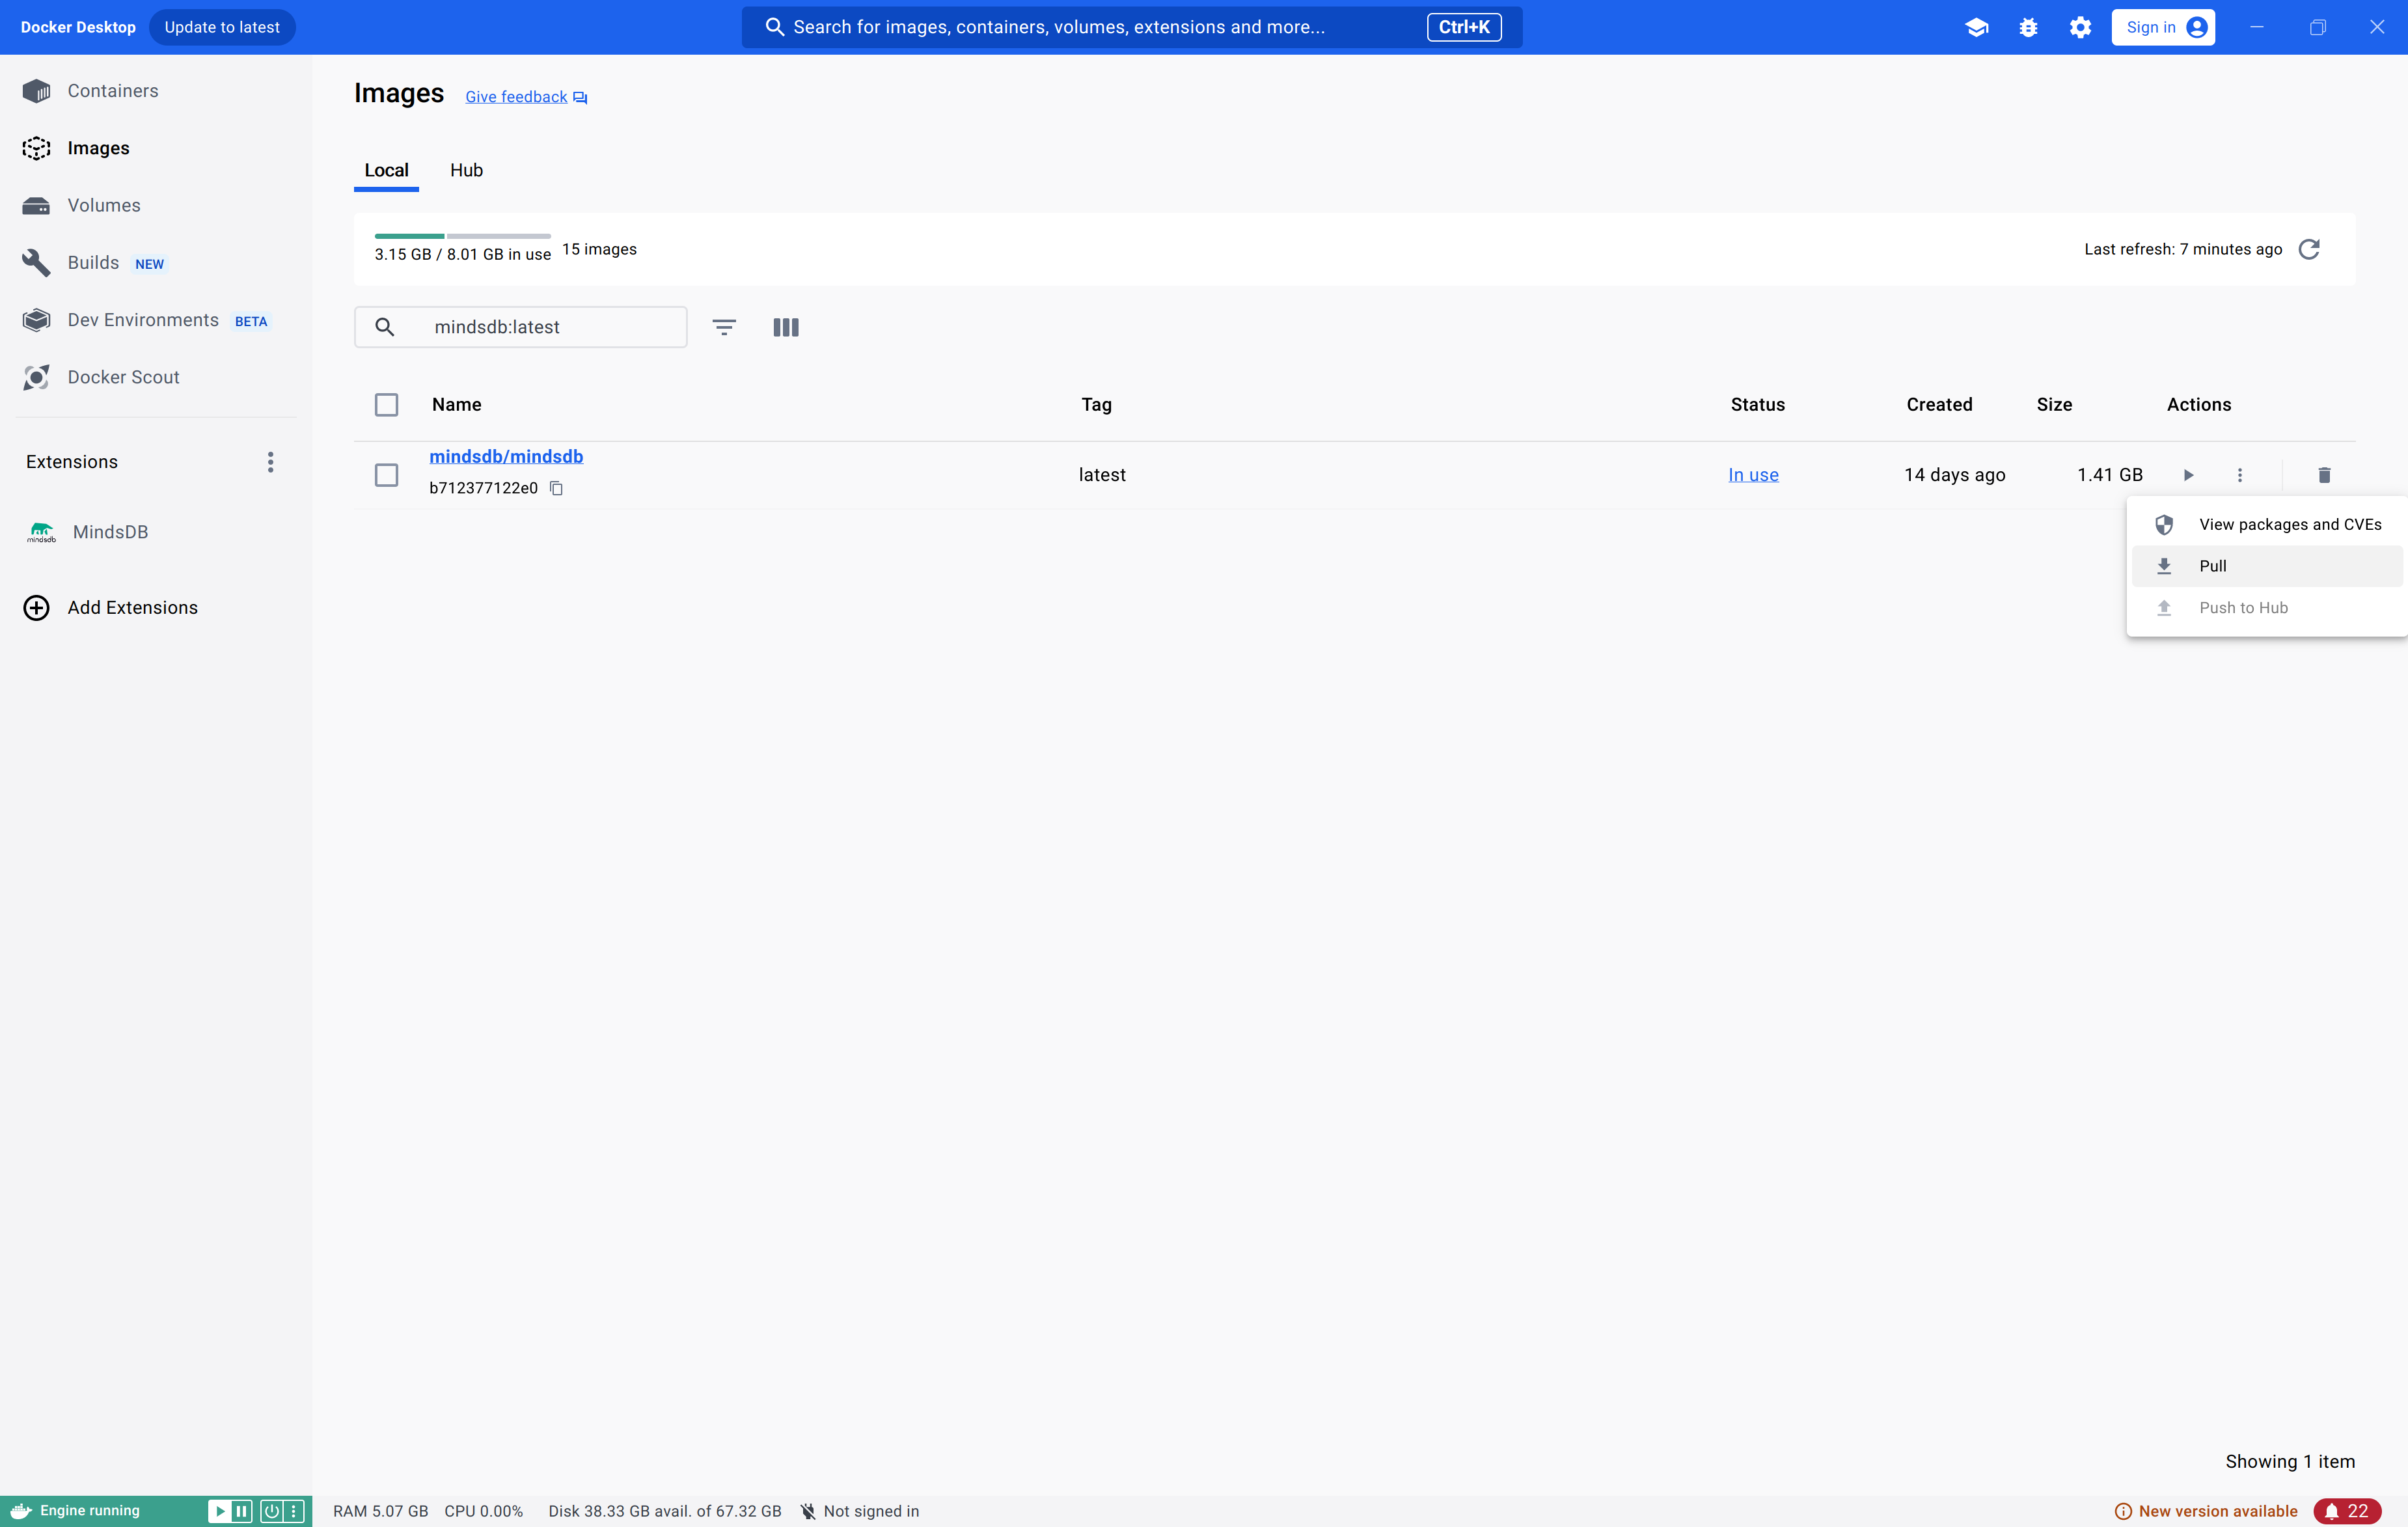 Docker Desktop Update to latest Search for images, containers, volumes, extensions and more... Ctrl+K Sign in
Containers
Images
Volumes
Builds NEW
Dev Environments BETA
Docker Scout
Extensions
mindsdb MindsDB
Add Extensions
Images Give feedback
Local Hub
3.15 GB / 8.01 GB in use 15 images Last refresh: 7 minutes ago
mindsdb:latest
Name Tag Status Created Size Actions
mindsdb/mindsdb
b712377122e0
latest In use 14 days ago 1.41 GB
View packages and CVEs
Pull
Push to Hub
Showing 1 item
Engine running RAM 5.07 GB CPU 0.00% Disk 38.33 GB avail. of 67.32 GB Not signed in New version available 22